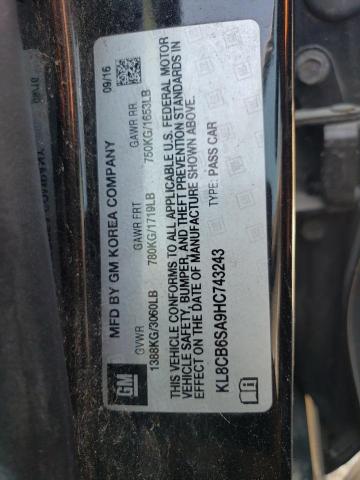 MFD BY GM KOREA COMPANY 09/16
GVWR GAWR FRT GAWR RR
1388KG/3060LB 780KG/1719LB 750KG/1653LB
THIS VEHICLE CONFORMS TO ALL APPLICABLE U.S. FEDERAL MOTOR
VEHICLE SAFETY, BUMPER, AND THEFT PREVENTION STANDARDS IN
EFFECT ON THE DATE OF MANUFACTURE SHOWN ABOVE.
KL8CB6SA9HC743243 TYPE: PASS CAR
GM